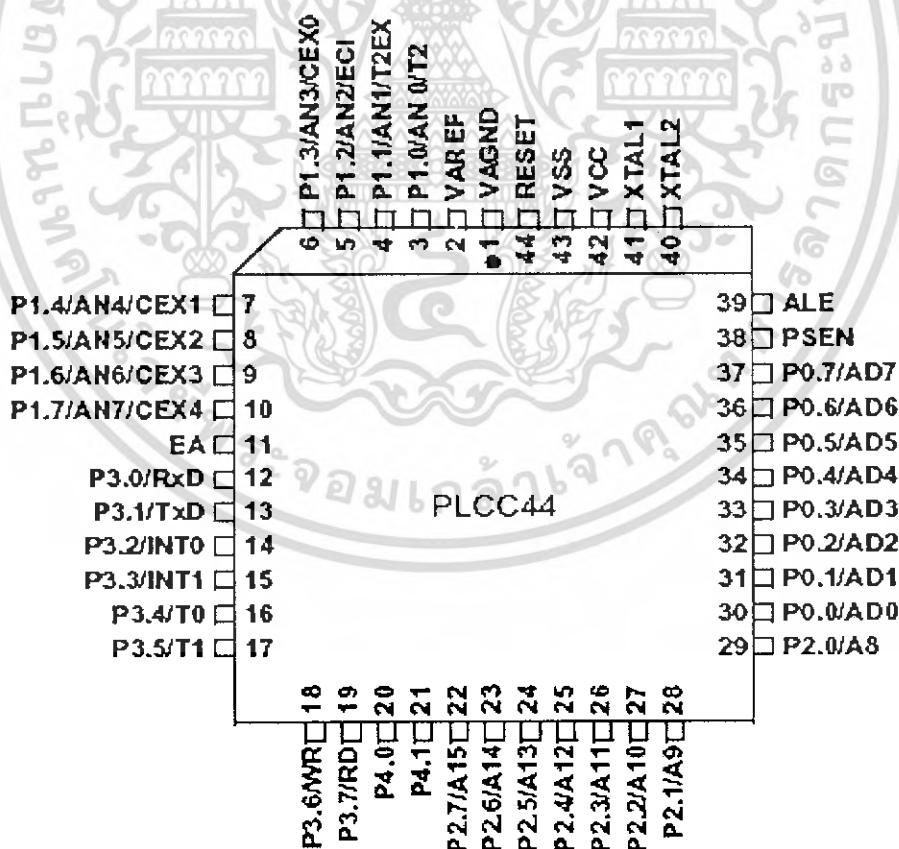 P1.3/AN3/CEX0
P1.2/AN2/ECI
P1.1/AN1/T2EX
P1.0/AN 0/T2
VAREF
VAGND
RESET
VSS
VCC
XTAL1
XTAL2
6 5 4 3 2 1 44 43 42 41 40
P1.4/AN4/CEX1 7
P1.5/AN5/CEX2 8
P1.6/AN6/CEX3 9
P1.7/AN7/CEX4 10
EA 11
P3.0/RxD 12
P3.1/TxD 13
P3.2/INT0 14
P3.3/INT1 15
P3.4/T0 16
P3.5/T1 17
PLCC44
39 ALE
38 PSEN
37 P0.7/AD7
36 P0.6/AD6
35 P0.5/AD5
34 P0.4/AD4
33 P0.3/AD3
32 P0.2/AD2
31 P0.1/AD1
30 P0.0/AD0
29 P2.0/A8
18 19 20 21 22 23 24 25 26 27 28
P3.6/WR
P3.7/RD
P4.0
P4.1
P2.7/A15
P2.6/A14
P2.5/A13
P2.4/A12
P2.3/A11
P2.2/A10
P2.1/A9